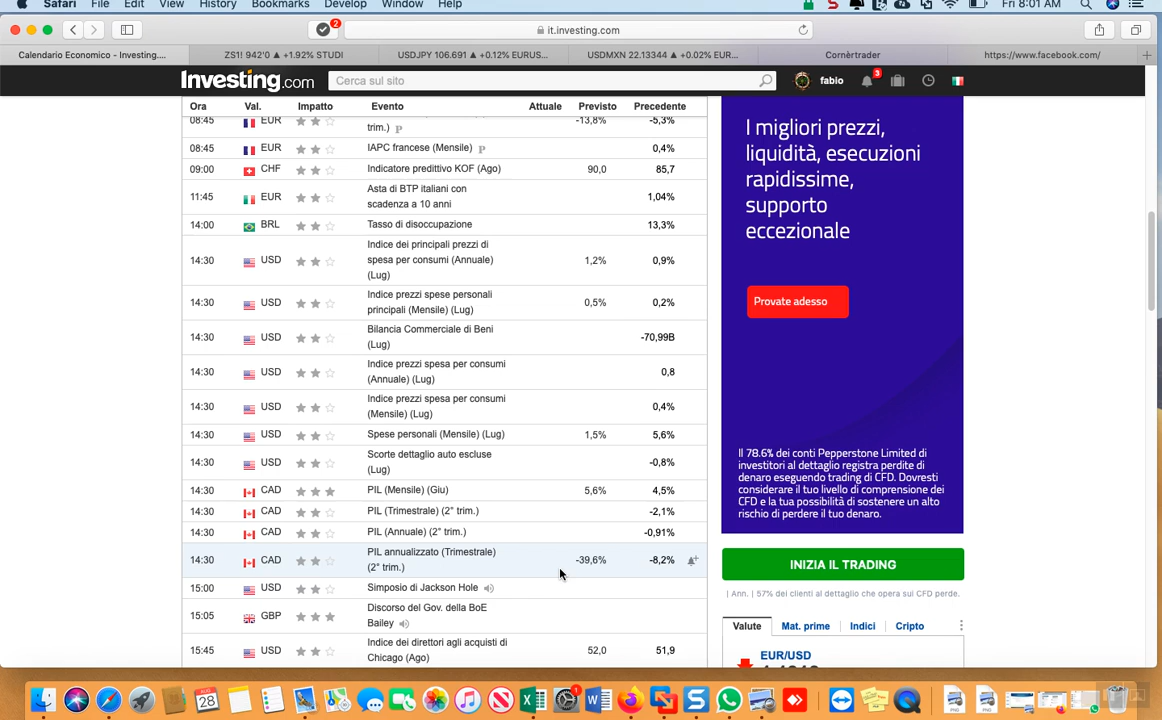 Safari File Edit View History Bookmarks Develop Window Help Fri 8:01 AM
2
it.investing.com
Calendario Economico - Investing.... ZS1! 942'0 ▲ +1.92% STUDI USDJPY 106.691 ▲ +0.12% EURUS... USDMXN 22.13344 ▲ +0.02% EUR... Cornèrtrader https://www.facebook.com/
Investing.com Cerca sul sito fabio 3
Ora Val. Impatto Evento Attuale Previsto Precedente
08:45 EUR trim.) P -13,8% -5,3%
08:45 EUR IAPC francese (Mensile) P 0,4%
09:00 CHF Indicatore predittivo KOF (Ago) 90,0 85,7
11:45 EUR Asta di BTP italiani con
scadenza a 10 anni 1,04%
14:00 BRL Tasso di disoccupazione 13,3%
14:30 USD Indice dei principali prezzi di
spesa per consumi (Annuale)
(Lug) 1,2% 0,9%
14:30 USD Indice prezzi spese personali
principali (Mensile) (Lug) 0,5% 0,2%
14:30 USD Bilancia Commerciale di Beni
(Lug) -70,99B
14:30 USD Indice prezzi spesa per consumi
(Annuale) (Lug) 0,8
14:30 USD Indice prezzi spesa per consumi
(Mensile) (Lug) 0,4%
14:30 USD Spese personali (Mensile) (Lug) 1,5% 5,6%
14:30 USD Scorte dettaglio auto escluse
(Lug) -0,8%
14:30 CAD PIL (Mensile) (Giu) 5,6% 4,5%
14:30 CAD PIL (Trimestrale) (2° trim.) -2,1%
14:30 CAD PIL (Annuale) (2° trim.) -0,91%
14:30 CAD PIL annualizzato (Trimestrale)
(2° trim.) -39,6% -8,2%
15:00 USD Simposio di Jackson Hole
15:05 GBP Discorso del Gov. della BoE
Bailey
15:45 USD Indice dei direttori agli acquisti di
Chicago (Ago) 52,0 51,9
I migliori prezzi,
liquidità, esecuzioni
rapidissime,
supporto
eccezionale
Provate adesso
Il 78.6% dei conti Pepperstone Limited di
investitori al dettaglio registra perdite di
denaro eseguendo trading di CFD. Dovresti
considerare il tuo livello di comprensione dei
CFD e la tua possibilità di sostenere un alto
rischio di perdere il tuo denaro.
INIZIA IL TRADING
| Ann. | 57% dei clienti al dettaglio che opera sui CFD perde.
Valute Mat. prime Indici Cripto
EUR/USD
AUG
28
1